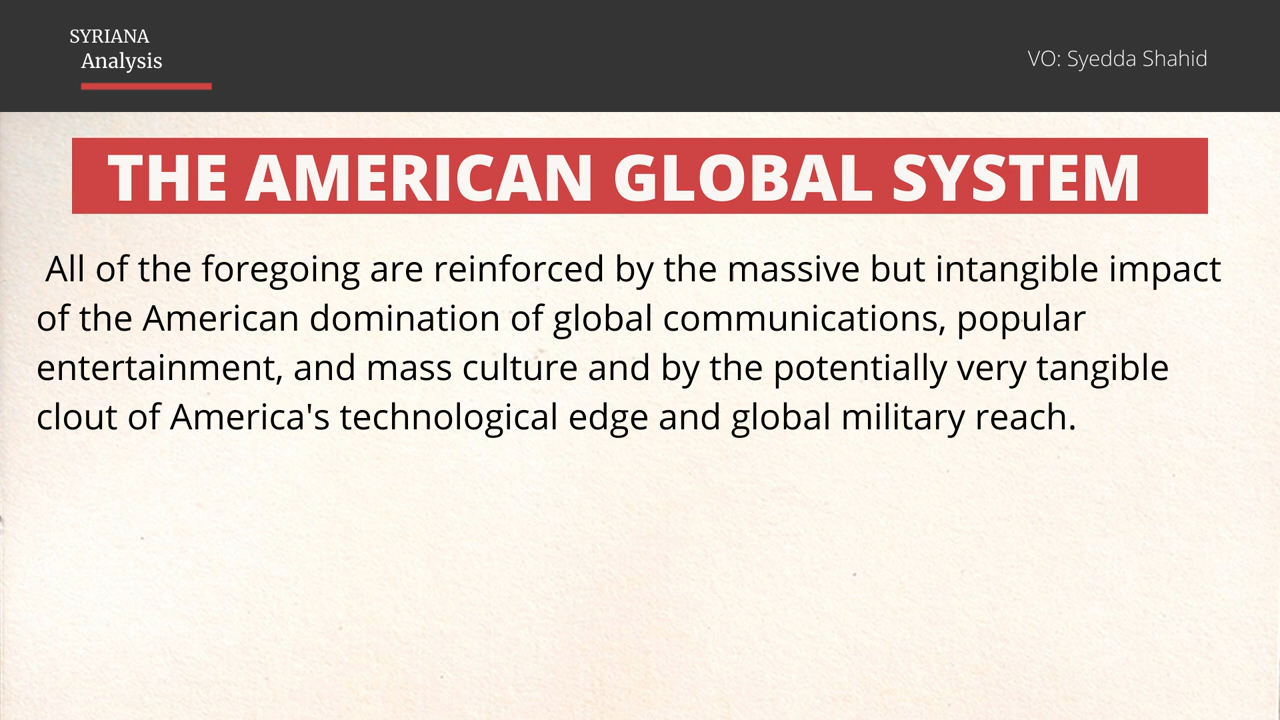 SYRIANA
Analysis
VO: Syedda Shahid
THE AMERICAN GLOBAL SYSTEM
All of the foregoing are reinforced by the massive but intangible impact
of the American domination of global communications, popular
entertainment, and mass culture and by the potentially very tangible
clout of America's technological edge and global military reach.